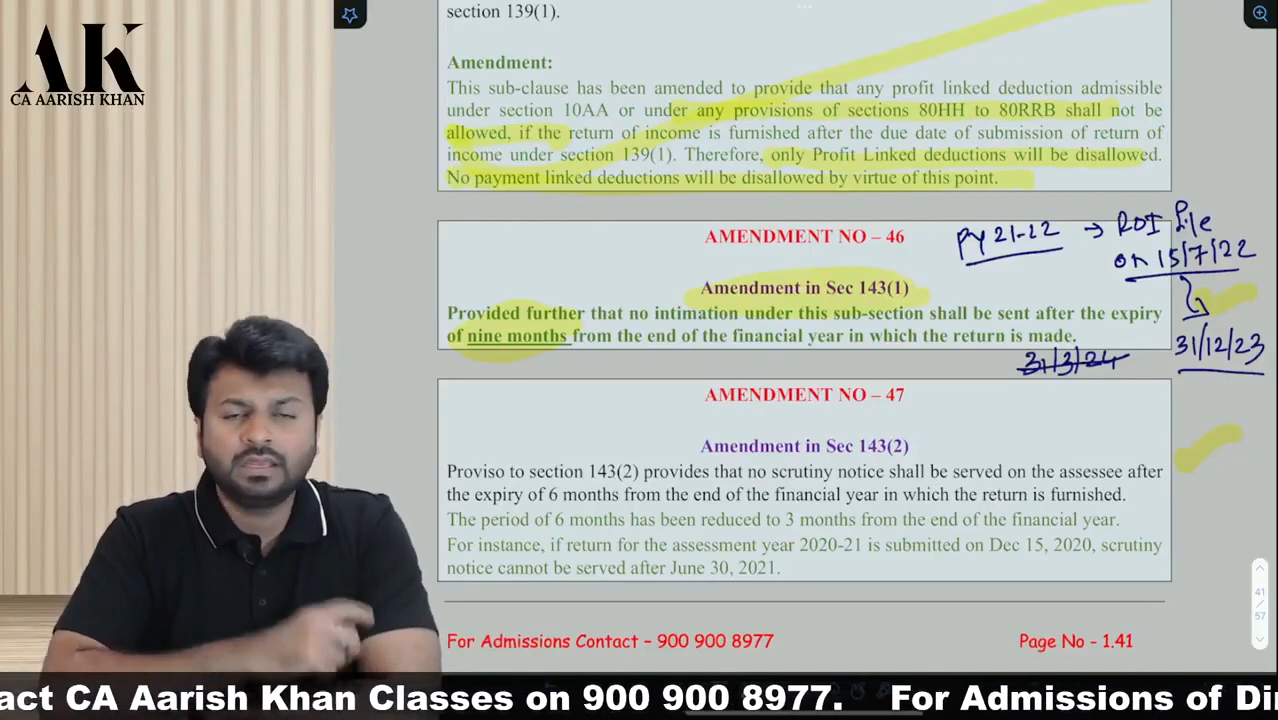 AK
CA AARISH KHAN
section 139(1).
Amendment:
This sub-clause has been amended to provide that any profit linked deduction admissible
under section 10AA or under any provisions of sections 80HH to 80RRB shall not be
allowed, if the return of income is furnished after the due date of submission of return of
income under section 139(1). Therefore, only Profit Linked deductions will be disallowed.
No payment linked deductions will be disallowed by virtue of this point.
AMENDMENT NO – 46
PY 21-22 → ROI file
on 15/7/22
Amendment in Sec 143(1)
Provided further that no intimation under this sub-section shall be sent after the expiry
of nine months from the end of the financial year in which the return is made.
31/3/24
31/12/23
AMENDMENT NO – 47
Amendment in Sec 143(2)
Proviso to section 143(2) provides that no scrutiny notice shall be served on the assessee after
the expiry of 6 months from the end of the financial year in which the return is furnished.
The period of 6 months has been reduced to 3 months from the end of the financial year.
For instance, if return for the assessment year 2020-21 is submitted on Dec 15, 2020, scrutiny
notice cannot be served after June 30, 2021.
41
/
57
For Admissions Contact – 900 900 8977
Page No - 1.41
tact CA Aarish Khan Classes on 900 900 8977. For Admissions of Di